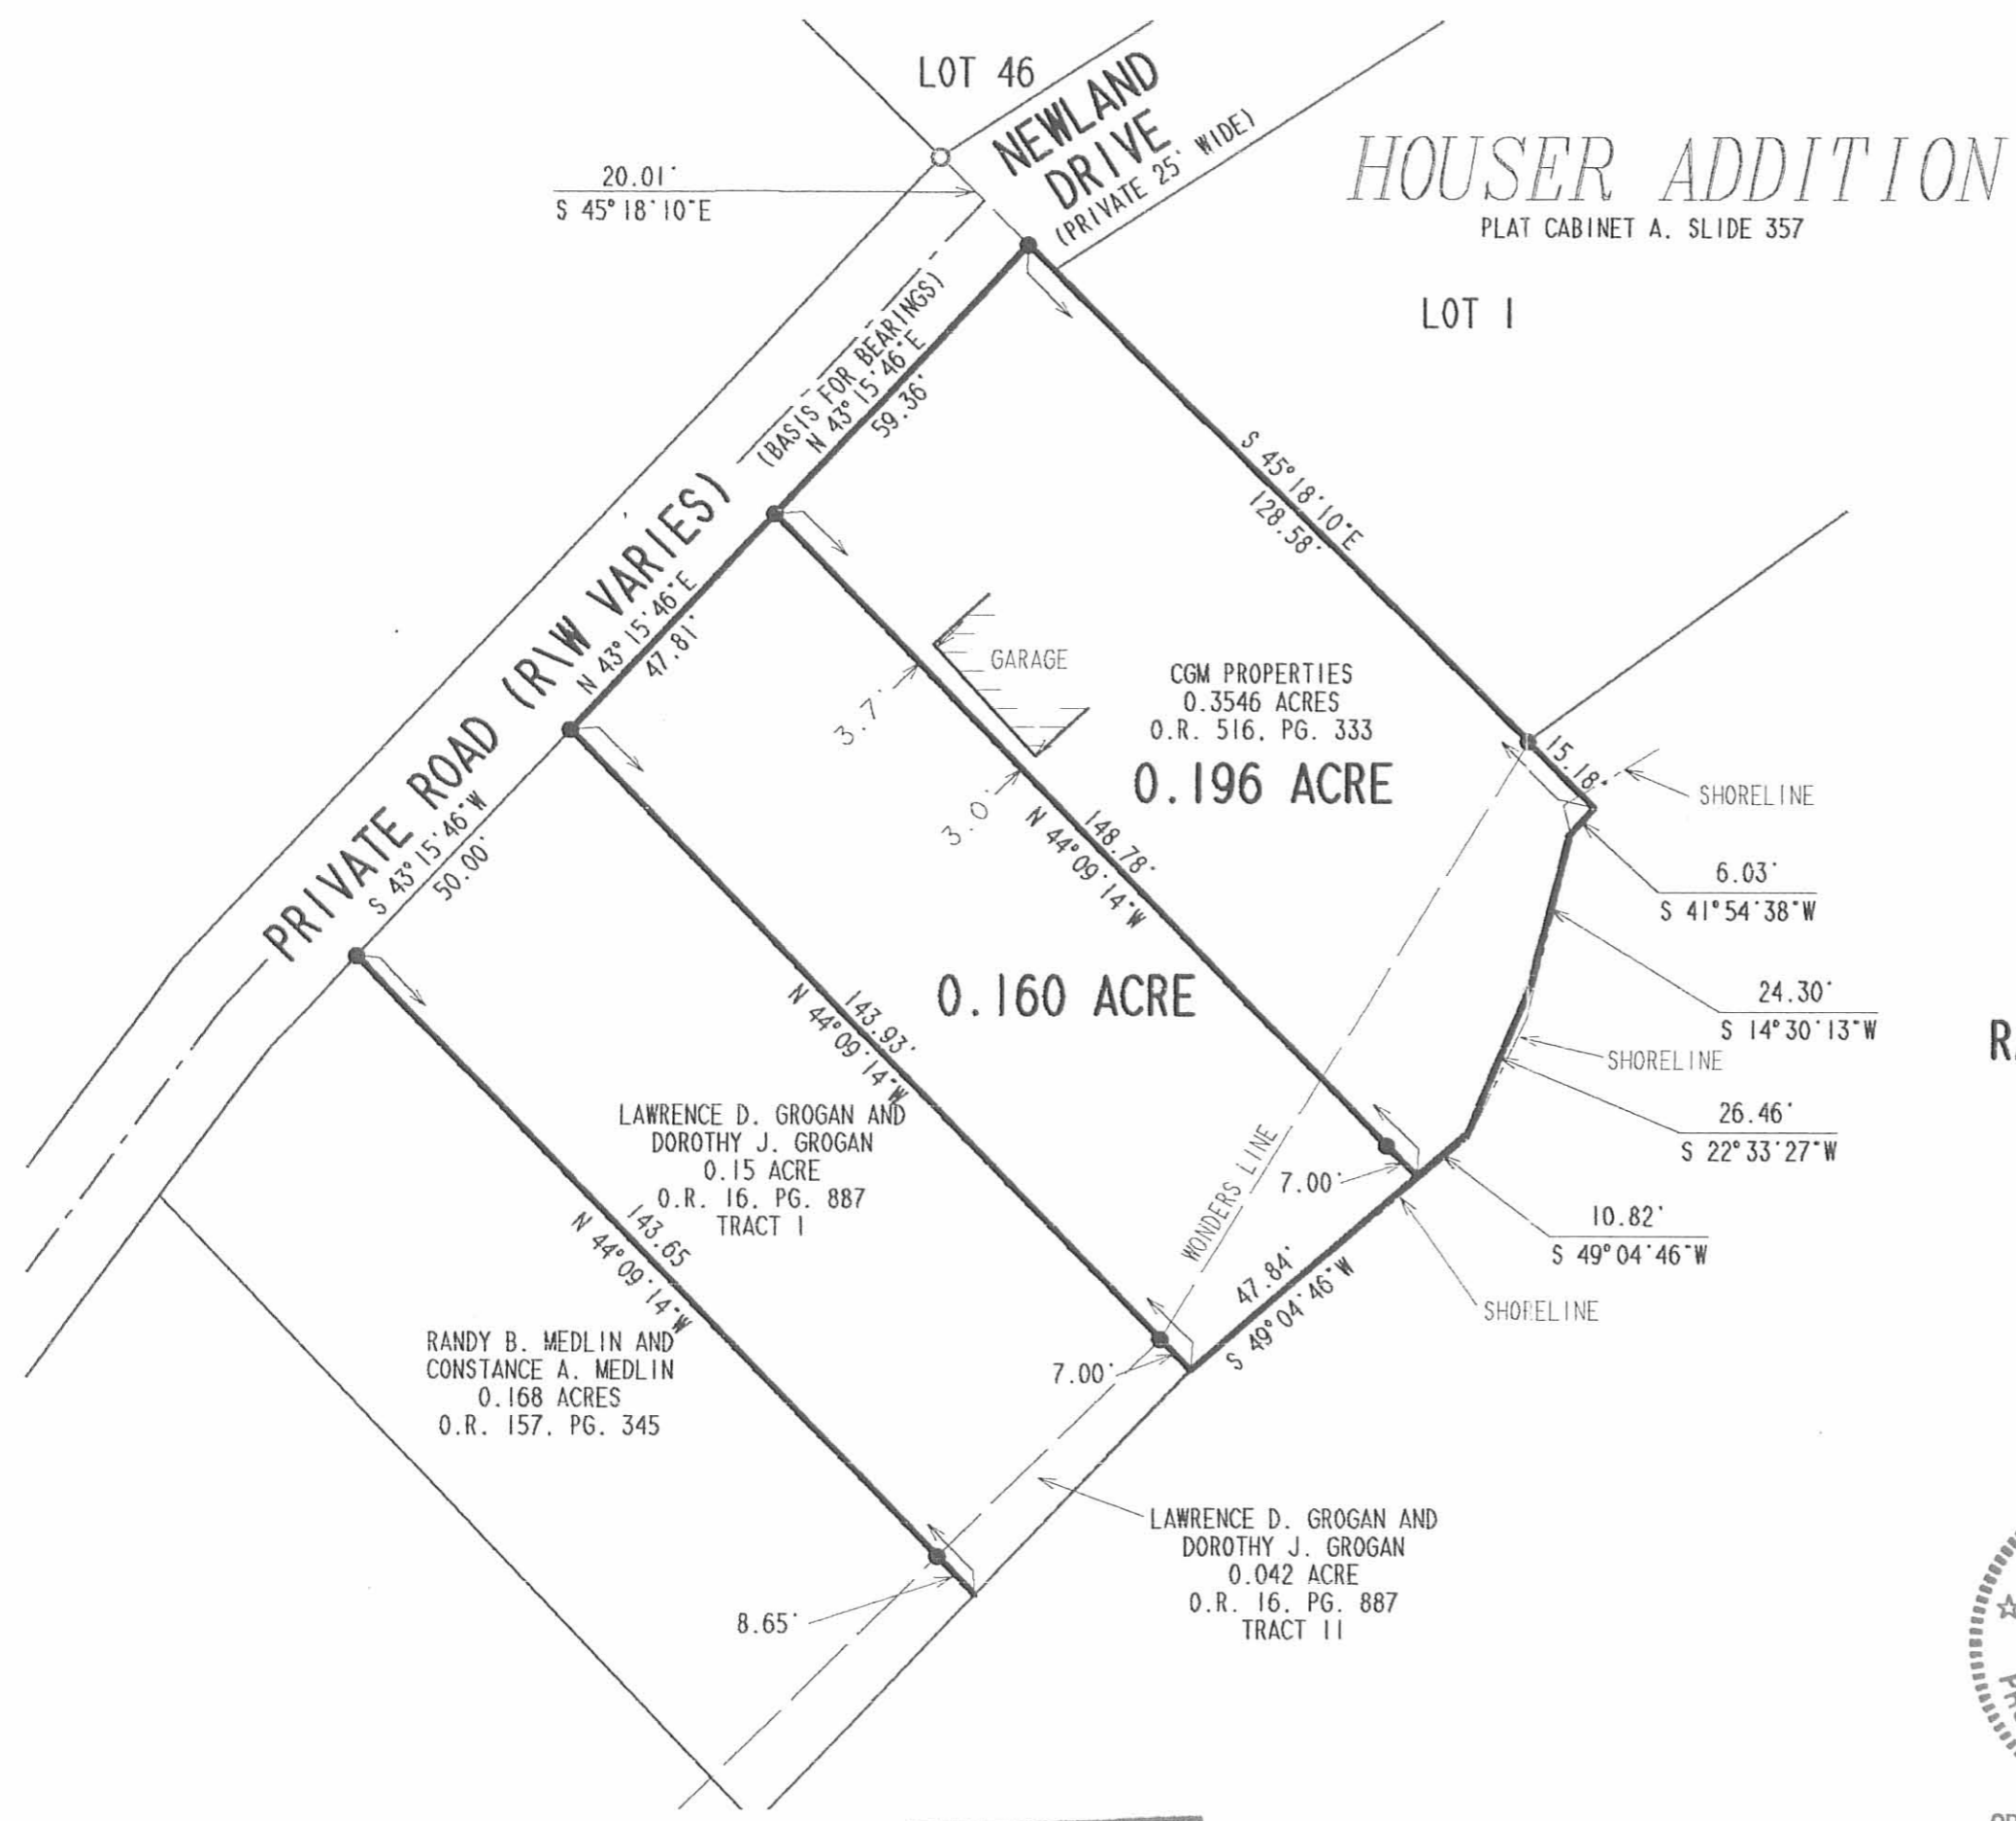 LOT 46
NEWLAND
DRIVE
(PRIVATE 25' WIDE)
HOUSER ADDITION
PLAT CABINET A, SLIDE 357
LOT 1
20.01'
S 45°18'10"E
(BASIS FOR BEARINGS)
N 43°15'46"E
59.36'
S 45°18'10"E
128.58'
PRIVATE ROAD (R\W VARIES)
N 43°15'46"E
47.81'
S 43°15'46"W
50.00'
GARAGE
3.7'
3.0'
CGM PROPERTIES
0.3546 ACRES
O.R. 516, PG. 333
0.196 ACRE
148.78'
N 44°09'14"W
15.18'
SHORELINE
6.03'
S 41°54'38"W
24.30'
S 14°30'13"W
SHORELINE
26.46'
S 22°33'27"W
10.82'
S 49°04'46"W
SHORELINE
0.160 ACRE
143.93'
N 44°09'14"W
WONDERS LINE
7.00'
47.84'
S 49°04'46"W
7.00'
LAWRENCE D. GROGAN AND
DOROTHY J. GROGAN
0.15 ACRE
O.R. 16, PG. 887
TRACT I
143.65
N 44°09'14"W
RANDY B. MEDLIN AND
CONSTANCE A. MEDLIN
0.168 ACRES
O.R. 157, PG. 345
8.65'
LAWRENCE D. GROGAN AND
DOROTHY J. GROGAN
0.042 ACRE
O.R. 16, PG. 887
TRACT II